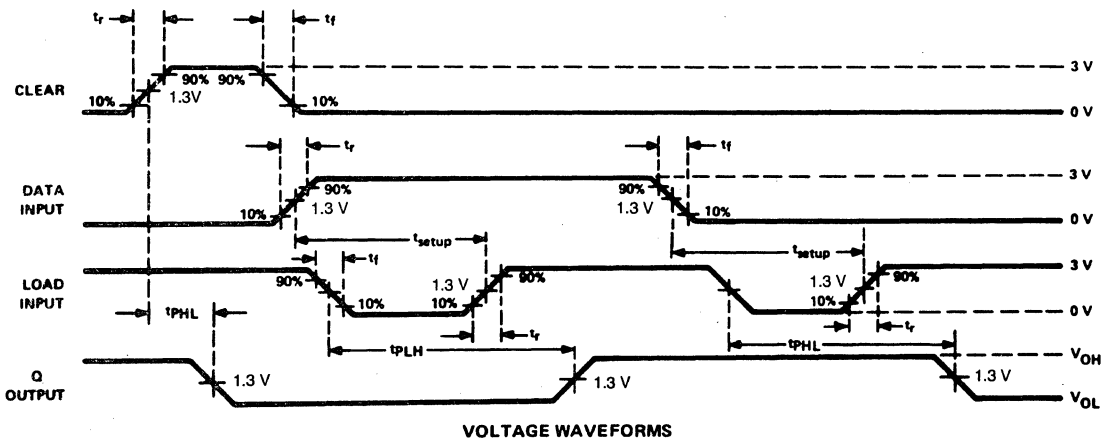 tr tf
90% 90% 3 V
CLEAR
10% 1.3V 10%
0 V
tr tf
90% 90% 3 V
DATA
INPUT
1.3 V 1.3 V
10% 10% 0 V
tsetup tsetup
tf
90% 1.3 V 90% 1.3 V 90% 3 V
LOAD
INPUT
10% 10% 10% 0 V
tPHL tr tr
tPLH tPHL
VOH
Q
OUTPUT
1.3 V 1.3 V 1.3 V
VOL
VOLTAGE WAVEFORMS